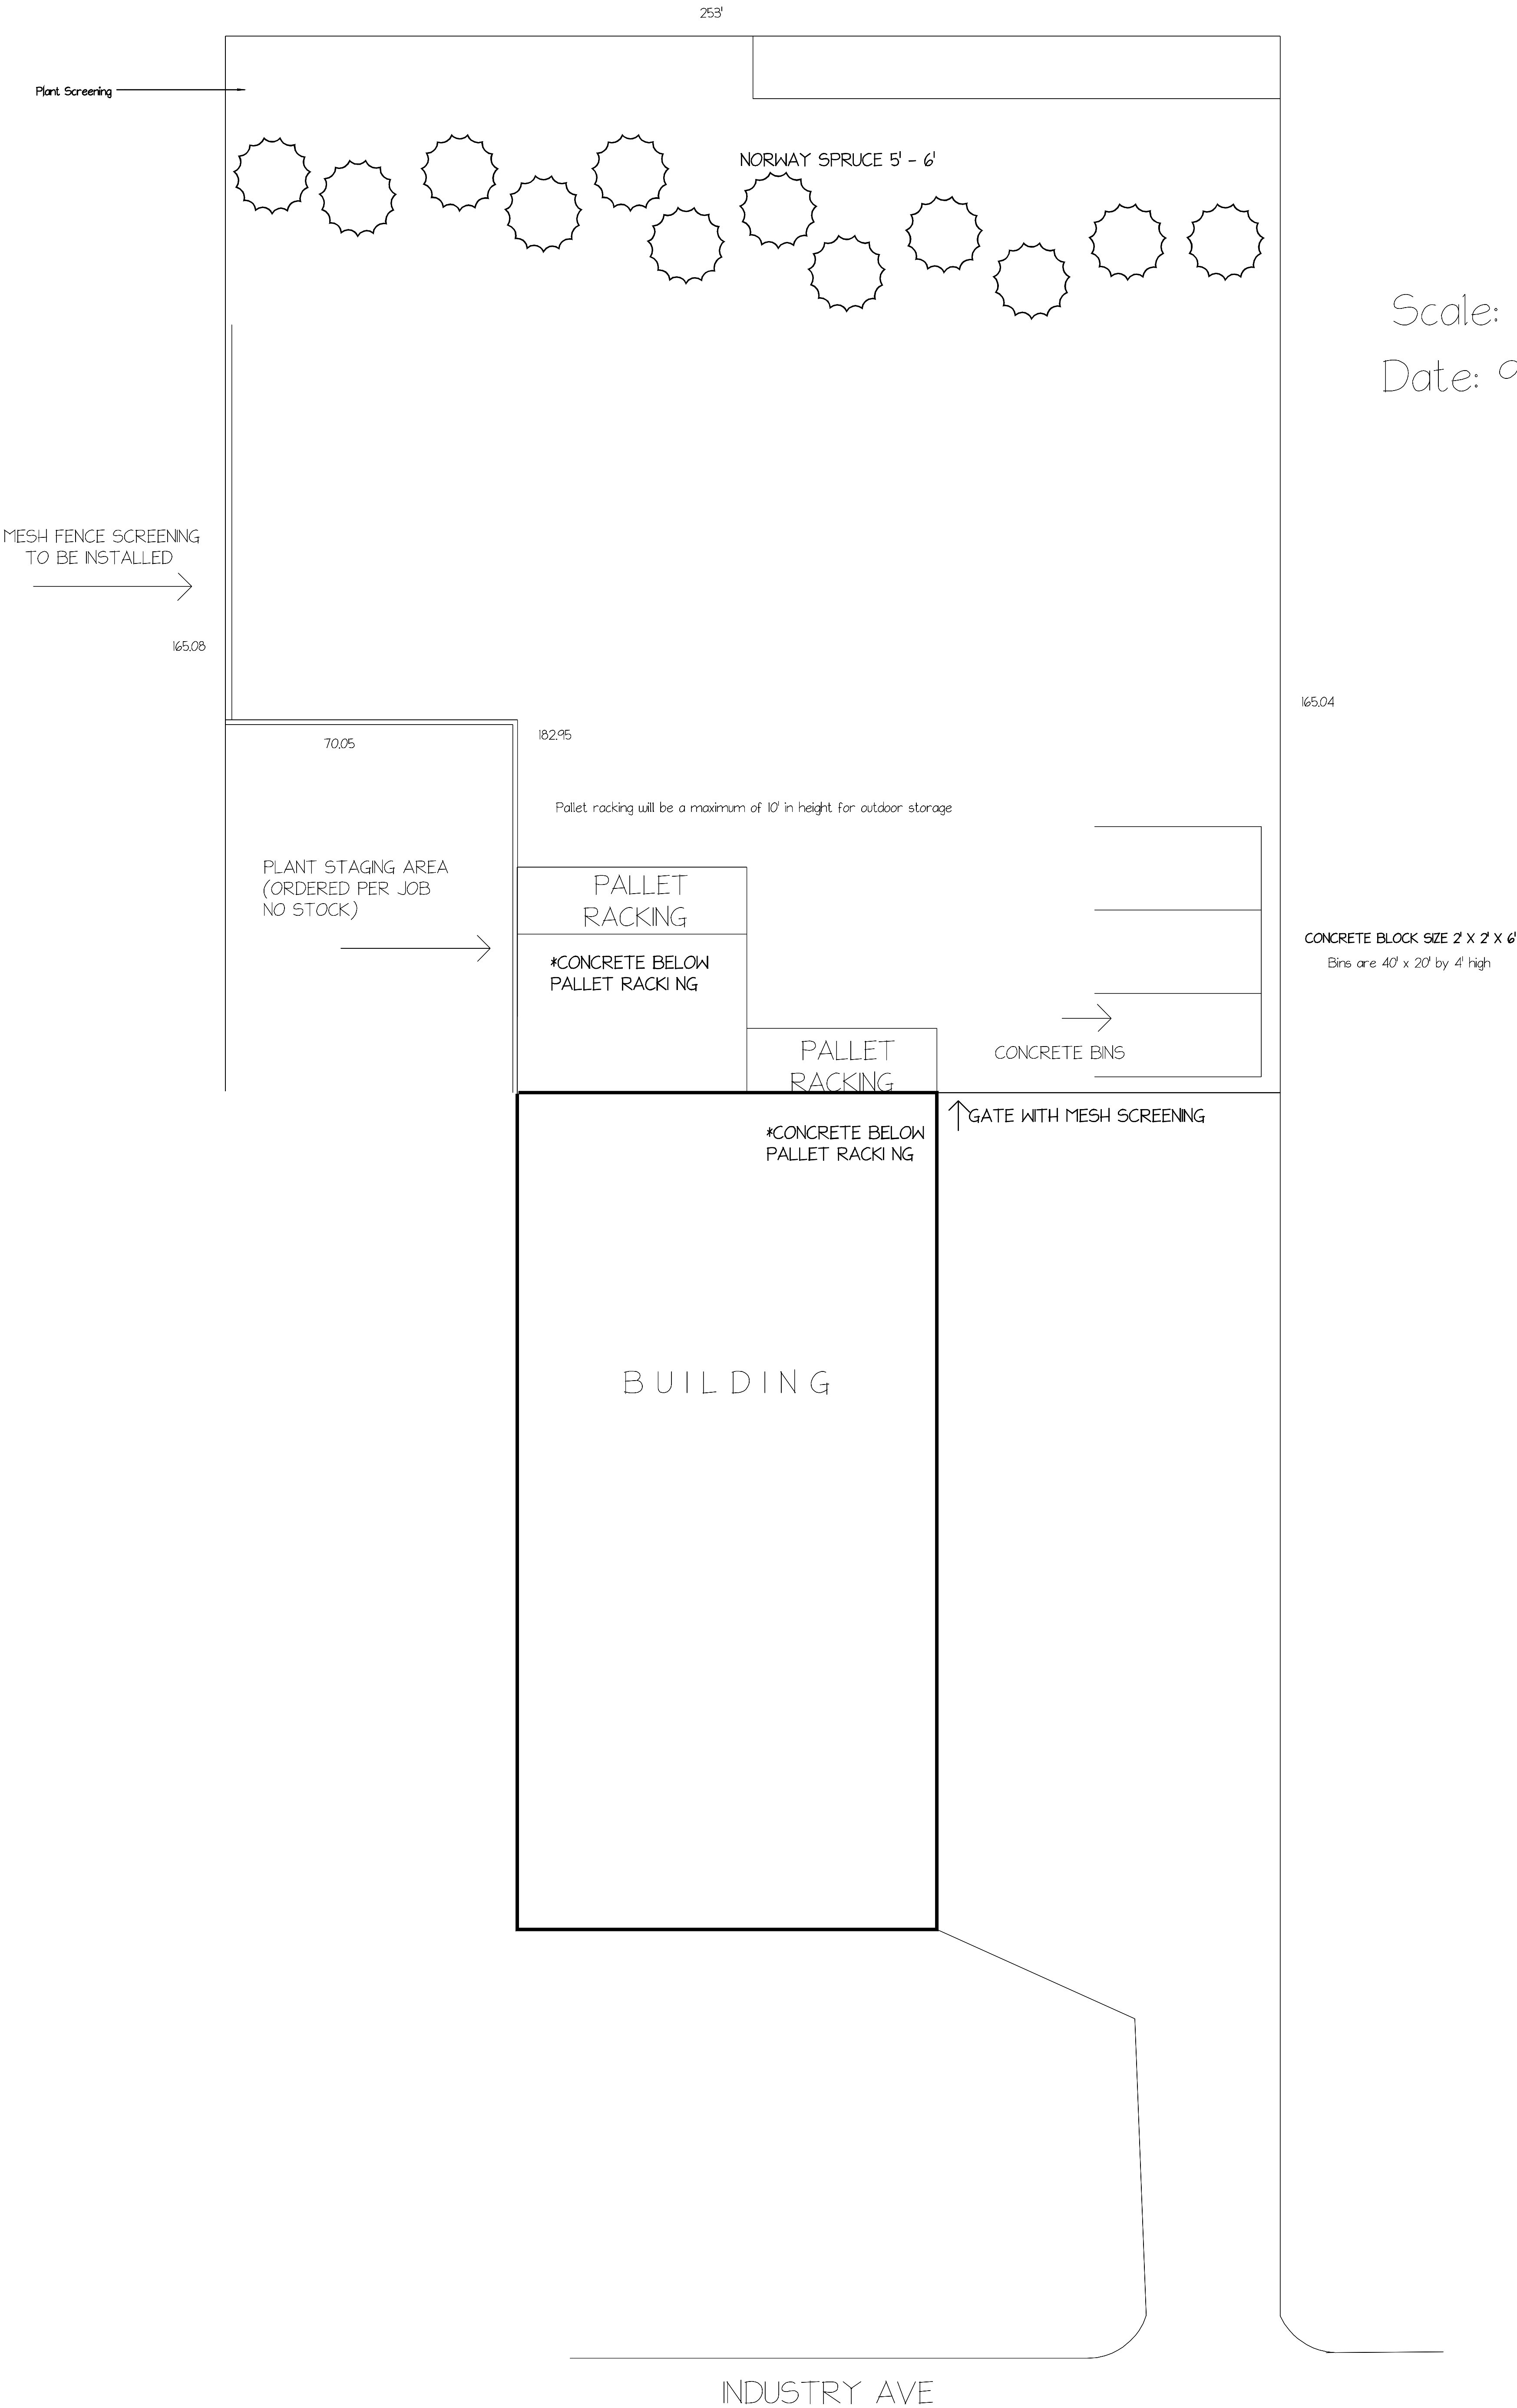 253'
Plant Screening
NORWAY SPRUCE 5' - 6'
Scale:
Date:
MESH FENCE SCREENING
TO BE INSTALLED
165.08
165.04
70.05
182.95
Pallet racking will be a maximum of 10' in height for outdoor storage
PLANT STAGING AREA
(ORDERED PER JOB
NO STOCK)
PALLET
RACKING
*CONCRETE BELOW
PALLET RACKI NG
CONCRETE BLOCK SIZE 2' X 2' X 6'
Bins are 40' x 20' by 4' high
PALLET
RACKING
CONCRETE BINS
GATE WITH MESH SCREENING
*CONCRETE BELOW
PALLET RACKI NG
BUILDING
INDUSTRY AVE